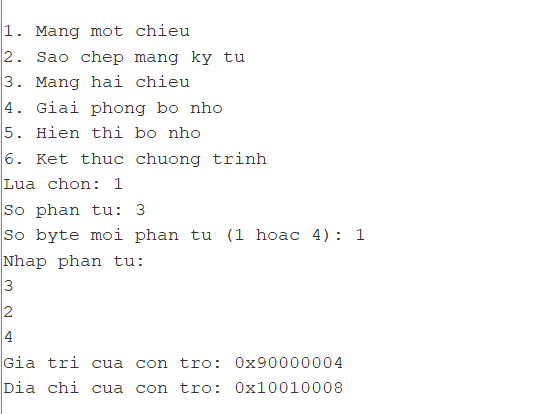 1. Mang mot chieu
2. Sao chep mang ky tu
3. Mang hai chieu
4. Giai phong bo nho
5. Hien thi bo nho
6. Ket thuc chuong trinh
Lua chon: 1
So phan tu: 3
So byte moi phan tu (1 hoac 4): 1
Nhap phan tu:
3
2
4
Gia tri cua con tro: 0x90000004
Dia chi cua con tro: 0x10010008